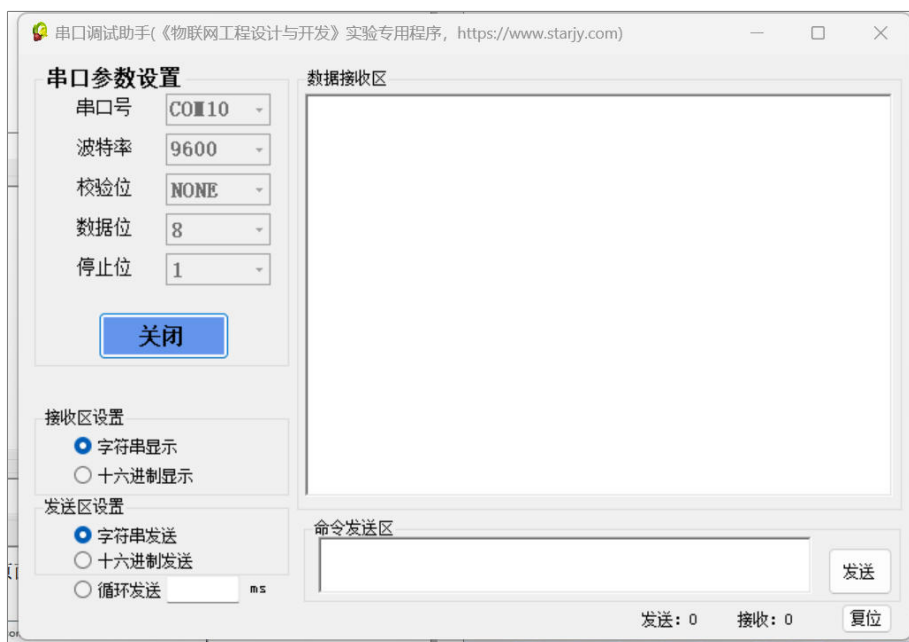 串口调试助手(《物联网工程设计与开发》实验专用程序，https://www.starjy.com)
串口参数设置
串口号 COM10
波特率 9600
校验位 NONE
数据位 8
停止位 1
关闭
接收区设置
字符串显示
十六进制显示
发送区设置
字符串发送
十六进制发送
循环发送 ms
数据接收区
命令发送区
发送
发送：0 接收：0 复位